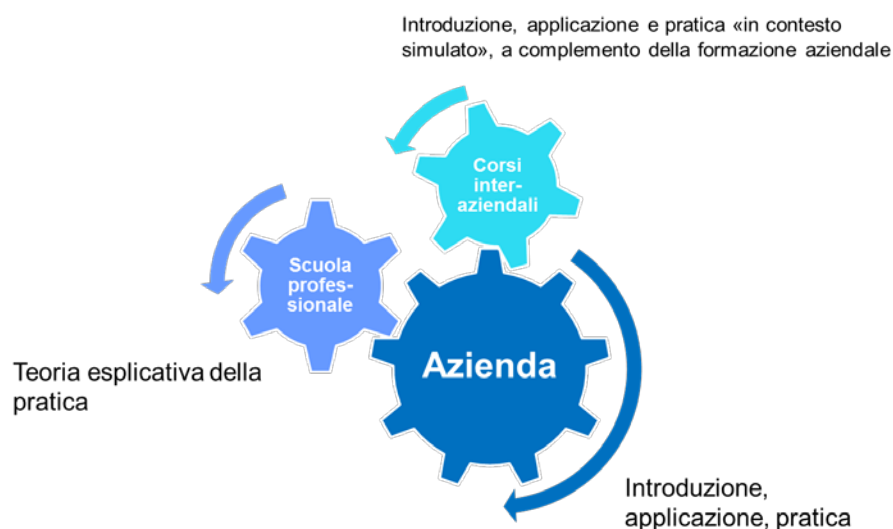 Introduzione, applicazione e pratica «in contesto
simulato», a complemento della formazione aziendale
Corsi
inter-
aziendali
Scuola
profes-
sionale
Azienda
Teoria esplicativa della
pratica
Introduzione,
applicazione, pratica